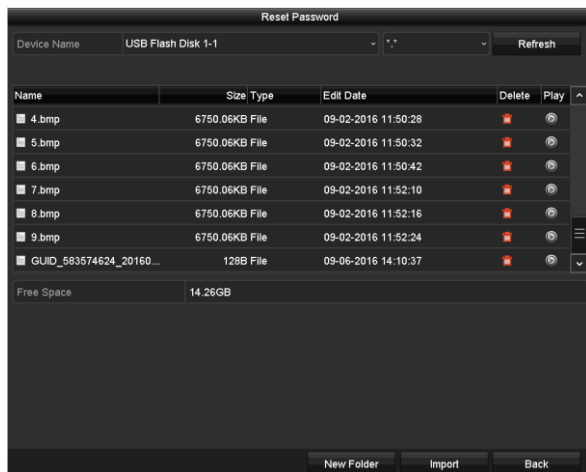 Reset Password
Device Name USB Flash Disk 1-1 *.* Refresh
Name Size Type Edit Date Delete Play
4.bmp 6750.06KB File 09-02-2016 11:50:28
5.bmp 6750.06KB File 09-02-2016 11:50:32
6.bmp 6750.06KB File 09-02-2016 11:50:42
7.bmp 6750.06KB File 09-02-2016 11:52:10
8.bmp 6750.06KB File 09-02-2016 11:52:16
9.bmp 6750.06KB File 09-02-2016 11:52:24
GUID_583574624_20160... 128B File 09-06-2016 14:10:37
Free Space 14.26GB
New Folder Import Back